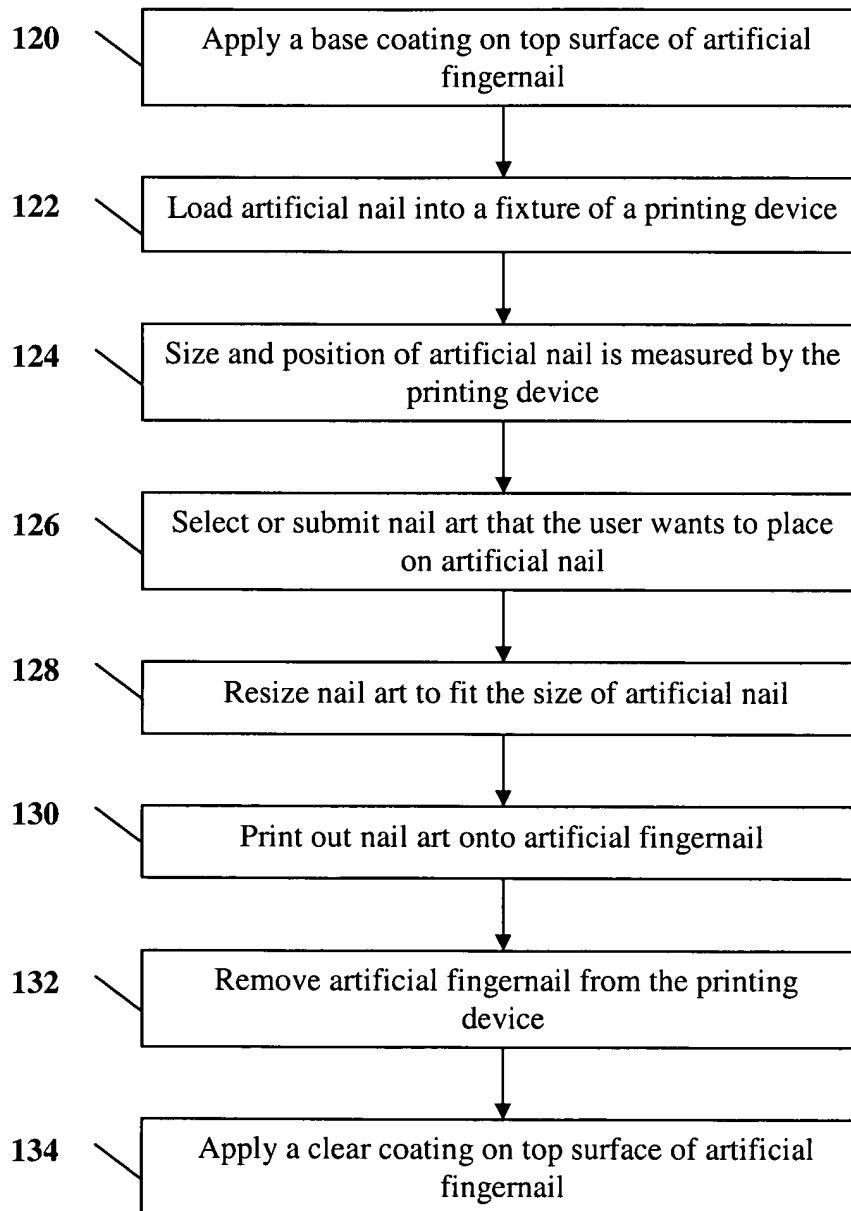 120
Apply a base coating on top surface of artificial
fingernail
122
Load artificial nail into a fixture of a printing device
124
Size and position of artificial nail is measured by the
printing device
126
Select or submit nail art that the user wants to place
on artificial nail
128
Resize nail art to fit the size of artificial nail
130
Print out nail art onto artificial fingernail
132
Remove artificial fingernail from the printing
device
134
Apply a clear coating on top surface of artificial
fingernail